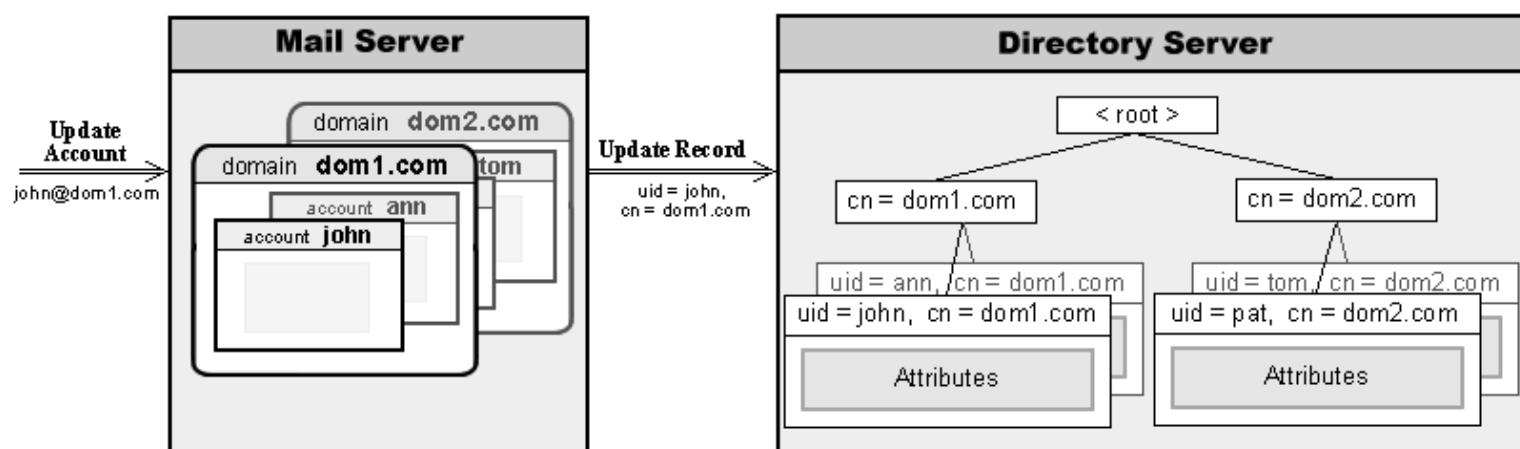 Mail Server
Directory Server
Update
Account
john@dom1.com
domain dom2.com
tom
domain dom1.com
account ann
account john
Update Record
uid = john,
cn = dom1.com
< root >
cn = dom1.com
cn = dom2.com
uid = ann, cn = dom1.com
uid = john, cn = dom1.com
Attributes
uid = tom, cn = dom2.com
uid = pat, cn = dom2.com
Attributes